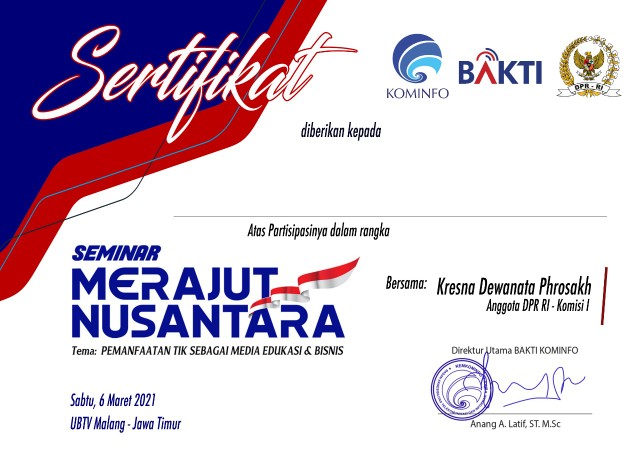 Sertifikat
KOMINFO
BAKTI
DPR - RI
diberikan kepada
Atas Partisipasinya dalam rangka
SEMINAR
MERAJUT
NUSANTARA
Tema: PEMANFAATAN TIK SEBAGAI MEDIA EDUKASI & BISNIS
Bersama: Kresna Dewanata Phrosakh
Anggota DPR RI - Komisi I
Direktur Utama BAKTI KOMINFO
Anang A. Latif, ST. M.Sc
Sabtu, 6 Maret 2021
UBTV Malang - Jawa Timur